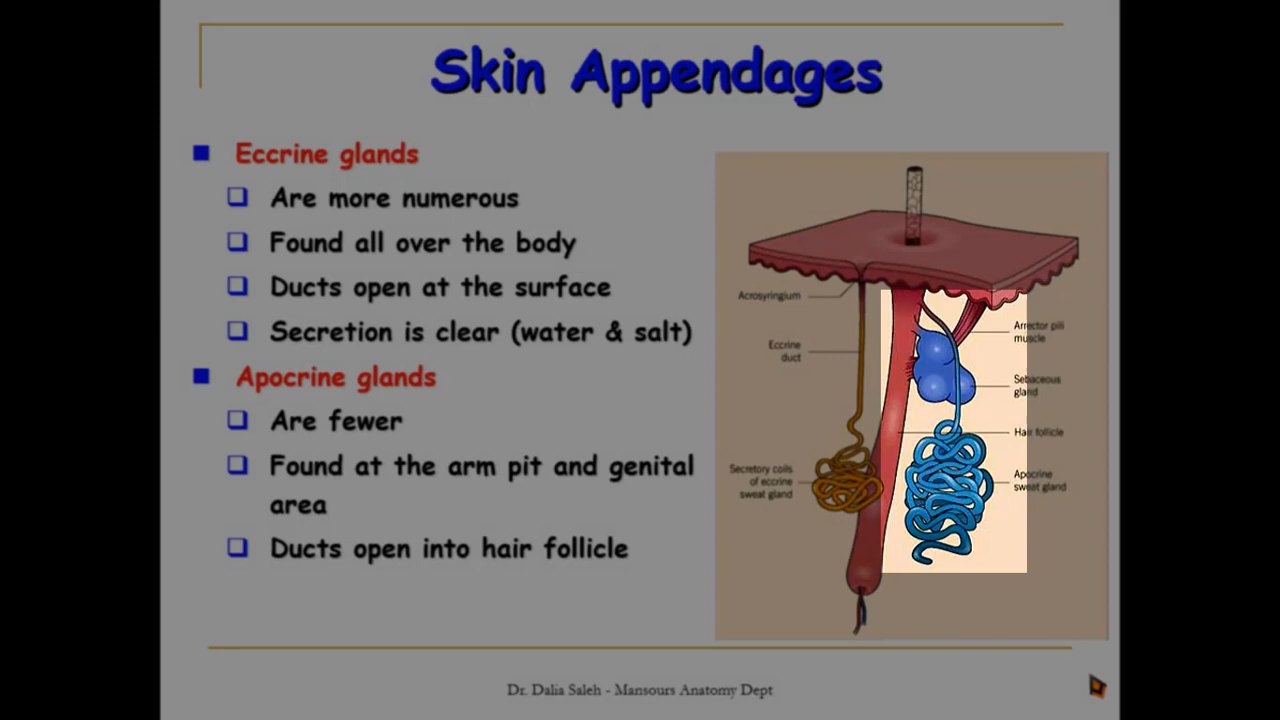 Skin Appendages
Eccrine glands
Are more numerous
Found all over the body
Ducts open at the surface
Secretion is clear (water & salt)
Apocrine glands
Are fewer
Found at the arm pit and genital
area
Ducts open into hair follicle
Acrosyringium
Eccrine
duct
Secretory coils
of eccrine
sweat gland
Arrector pili
muscle
Sebaceous
gland
Hair follicle
Apocrine
sweat gland
Dr. Dalia Saleh - Mansours Anatomy Dept